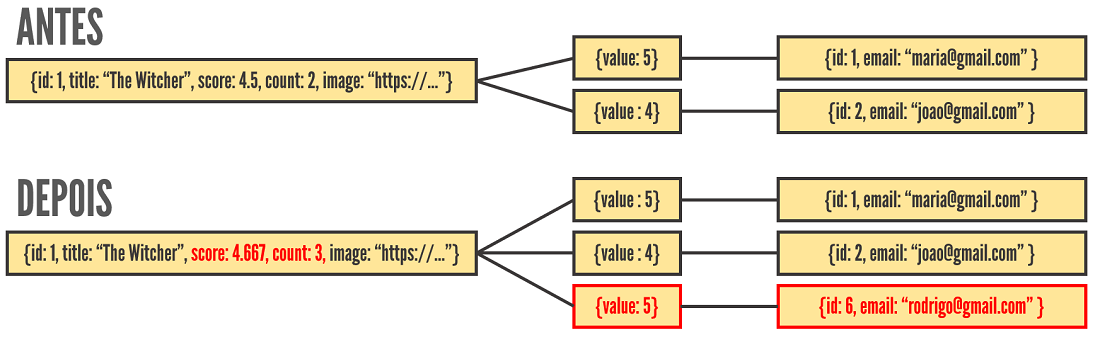 ANTES
{id: 1, title: “The Witcher”, score: 4.5, count: 2, image: “https://...”}
{value: 5}
{id: 1, email: “maria@gmail.com” }
{value : 4}
{id: 2, email: “joao@gmail.com” }
DEPOIS
{id: 1, title: “The Witcher”, score: 4.667, count: 3, image: “https://...”}
{value : 5}
{id: 1, email: “maria@gmail.com” }
{value : 4}
{id: 2, email: “joao@gmail.com” }
{value: 5}
{id: 6, email: “rodrigo@gmail.com” }